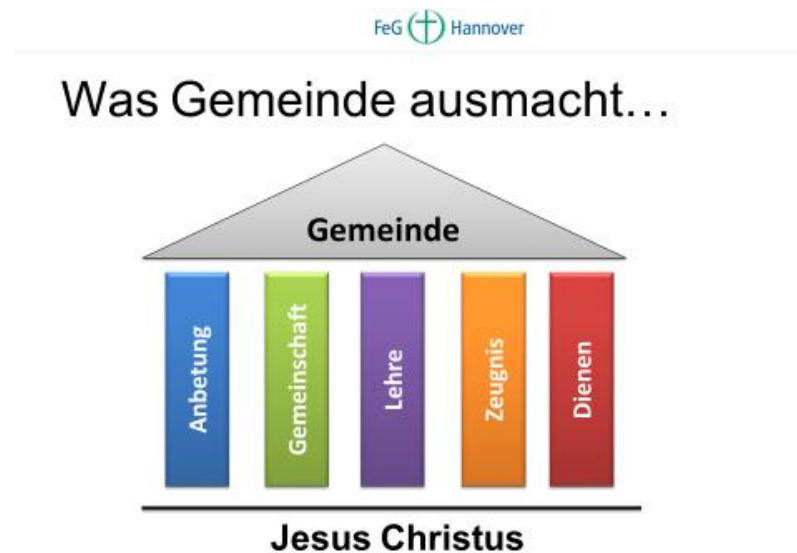 FeG Hannover
Was Gemeinde ausmacht...
Gemeinde
Anbetung
Gemeinschaft
Lehre
Zeugnis
Dienen
Jesus Christus